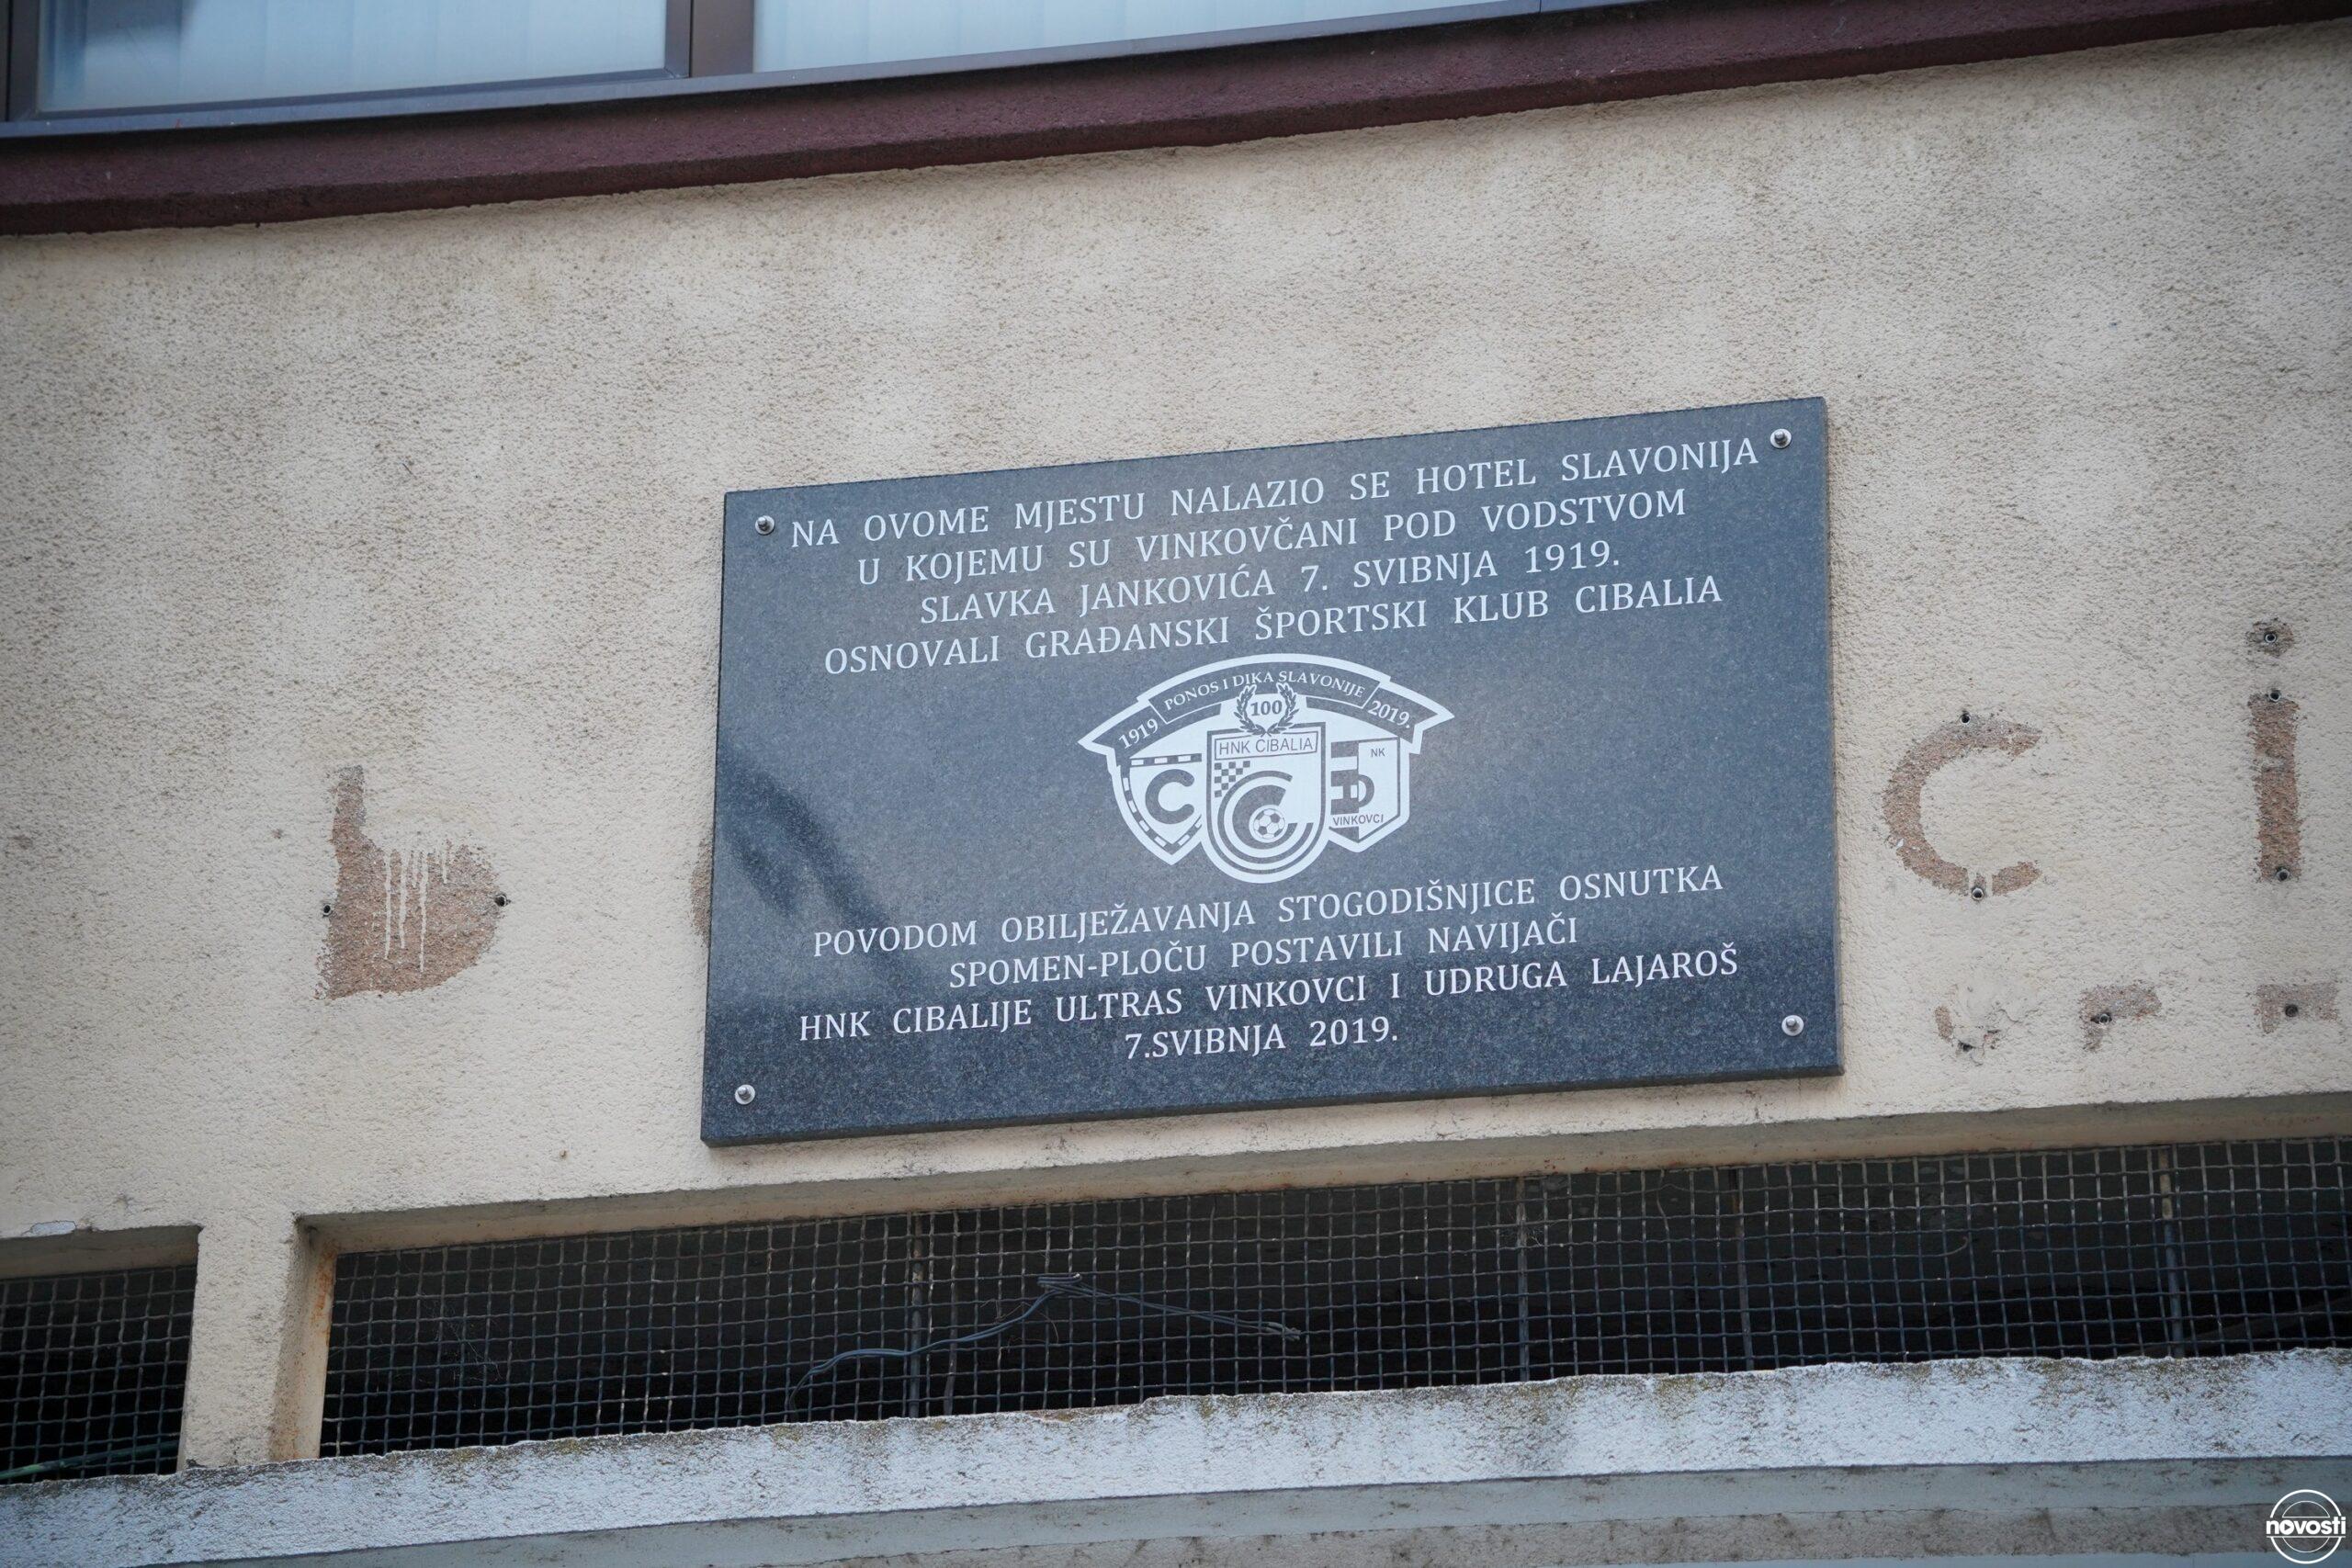 NA OVOME MJESTU NALAZIO SE HOTEL SLAVONIJA
U KOJEMU SU VINKOVČANI POD VODSTVOM
SLAVKA JANKOVIĆA 7. SVIBNJA 1919.
OSNOVALI GRAĐANSKI ŠPORTSKI KLUB CIBALIA
1919 PONOS I DIKA SLAVONIJE 2019.
100
HNK CIBALIA
NK
C
VINKOVCI
POVODOM OBILJEŽAVANJA STOGODIŠNJICE OSNUTKA
SPOMEN-PLOČU POSTAVILI NAVIJAČI
HNK CIBALIJE ULTRAS VINKOVCI I UDRUGA LAJAROŠ
7.SVIBNJA 2019.
b
ci
novosti